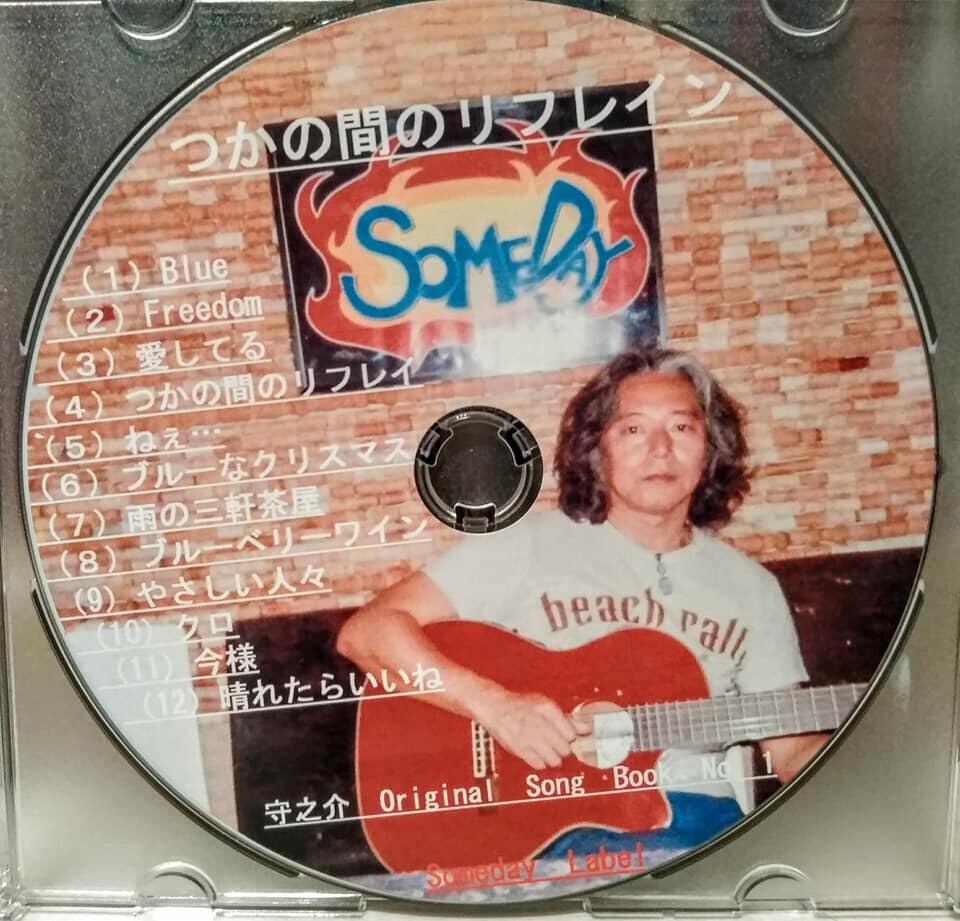 つかの間のリフレイン
SOMEDAY
(1) Blue
(2) Freedom
(3) 愛してる
(4) つかの間のリフレイ
(5) ねぇ…
(6) ブルーなクリスマス
(7) 雨の三軒茶屋
(8) ブルーベリーワイン
(9) やさしい人々
(10) クロ
(11) 今様
(12) 晴れたらいいね
beach rall
守之介 Original Song Book No. 1
Someday Label